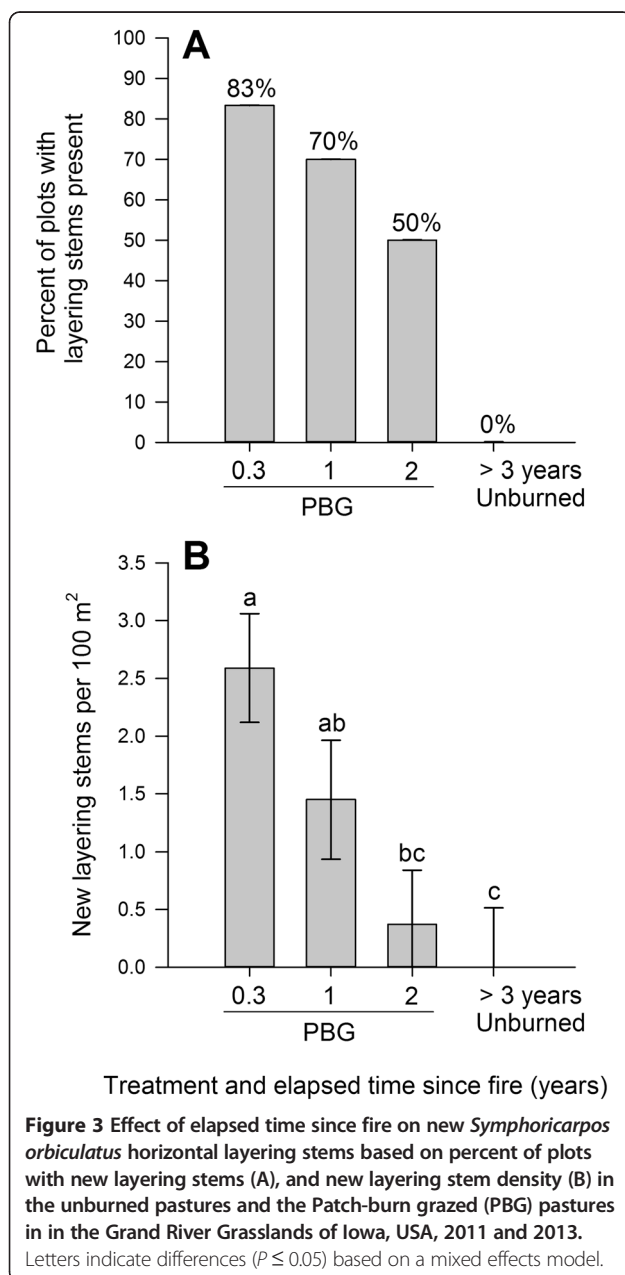 A
Percent of plots with
layering stems present
100
90
80
70
60
50
40
30
20
10
0
83%
70%
50%
0%
0.3 1 2 > 3 years
PBG Unburned
B
New layering stems per 100 m²
3.5
3.0
2.5
2.0
1.5
1.0
0.5
0.0
a
ab
bc
c
0.3 1 2 > 3 years
PBG Unburned
Treatment and elapsed time since fire (years)
Figure 3 Effect of elapsed time since fire on new Symphoricarpos
orbiculatus horizontal layering stems based on percent of plots
with new layering stems (A), and new layering stem density (B) in
the unburned pastures and the Patch-burn grazed (PBG) pastures
in in the Grand River Grasslands of Iowa, USA, 2011 and 2013.
Letters indicate differences (P ≤ 0.05) based on a mixed effects model.